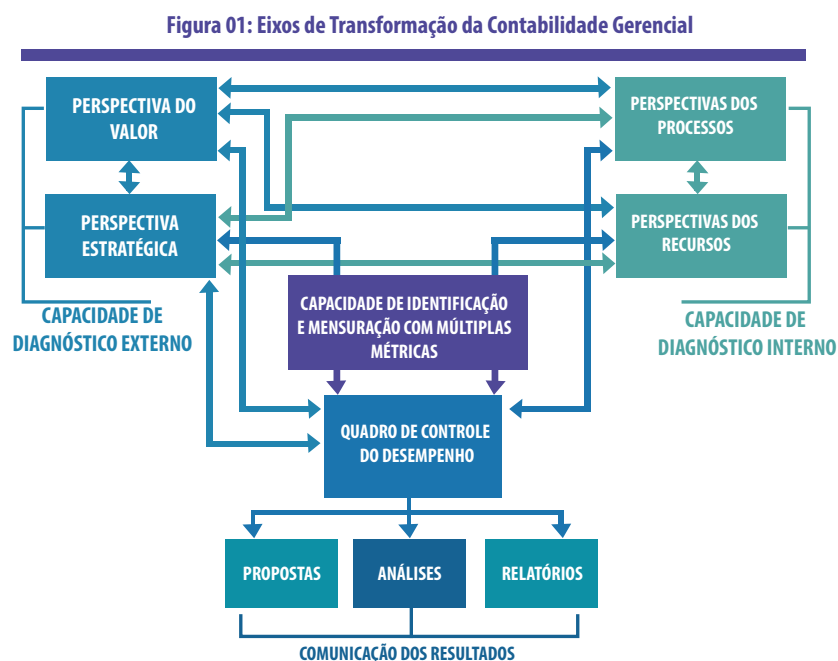 Figura 01: Eixos de Transformação da Contabilidade Gerencial
PERSPECTIVA DO
VALOR
PERSPECTIVAS DOS
PROCESSOS
PERSPECTIVA
ESTRATÉGICA
PERSPECTIVAS DOS
RECURSOS
CAPACIDADE DE
DIAGNÓSTICO EXTERNO
CAPACIDADE DE IDENTIFICAÇÃO
E MENSURAÇÃO COM MÚLTIPLAS
MÉTRICAS
CAPACIDADE DE
DIAGNÓSTICO INTERNO
QUADRO DE CONTROLE
DO DESEMPENHO
PROPOSTAS
ANÁLISES
RELATÓRIOS
COMUNICAÇÃO DOS RESULTADOS